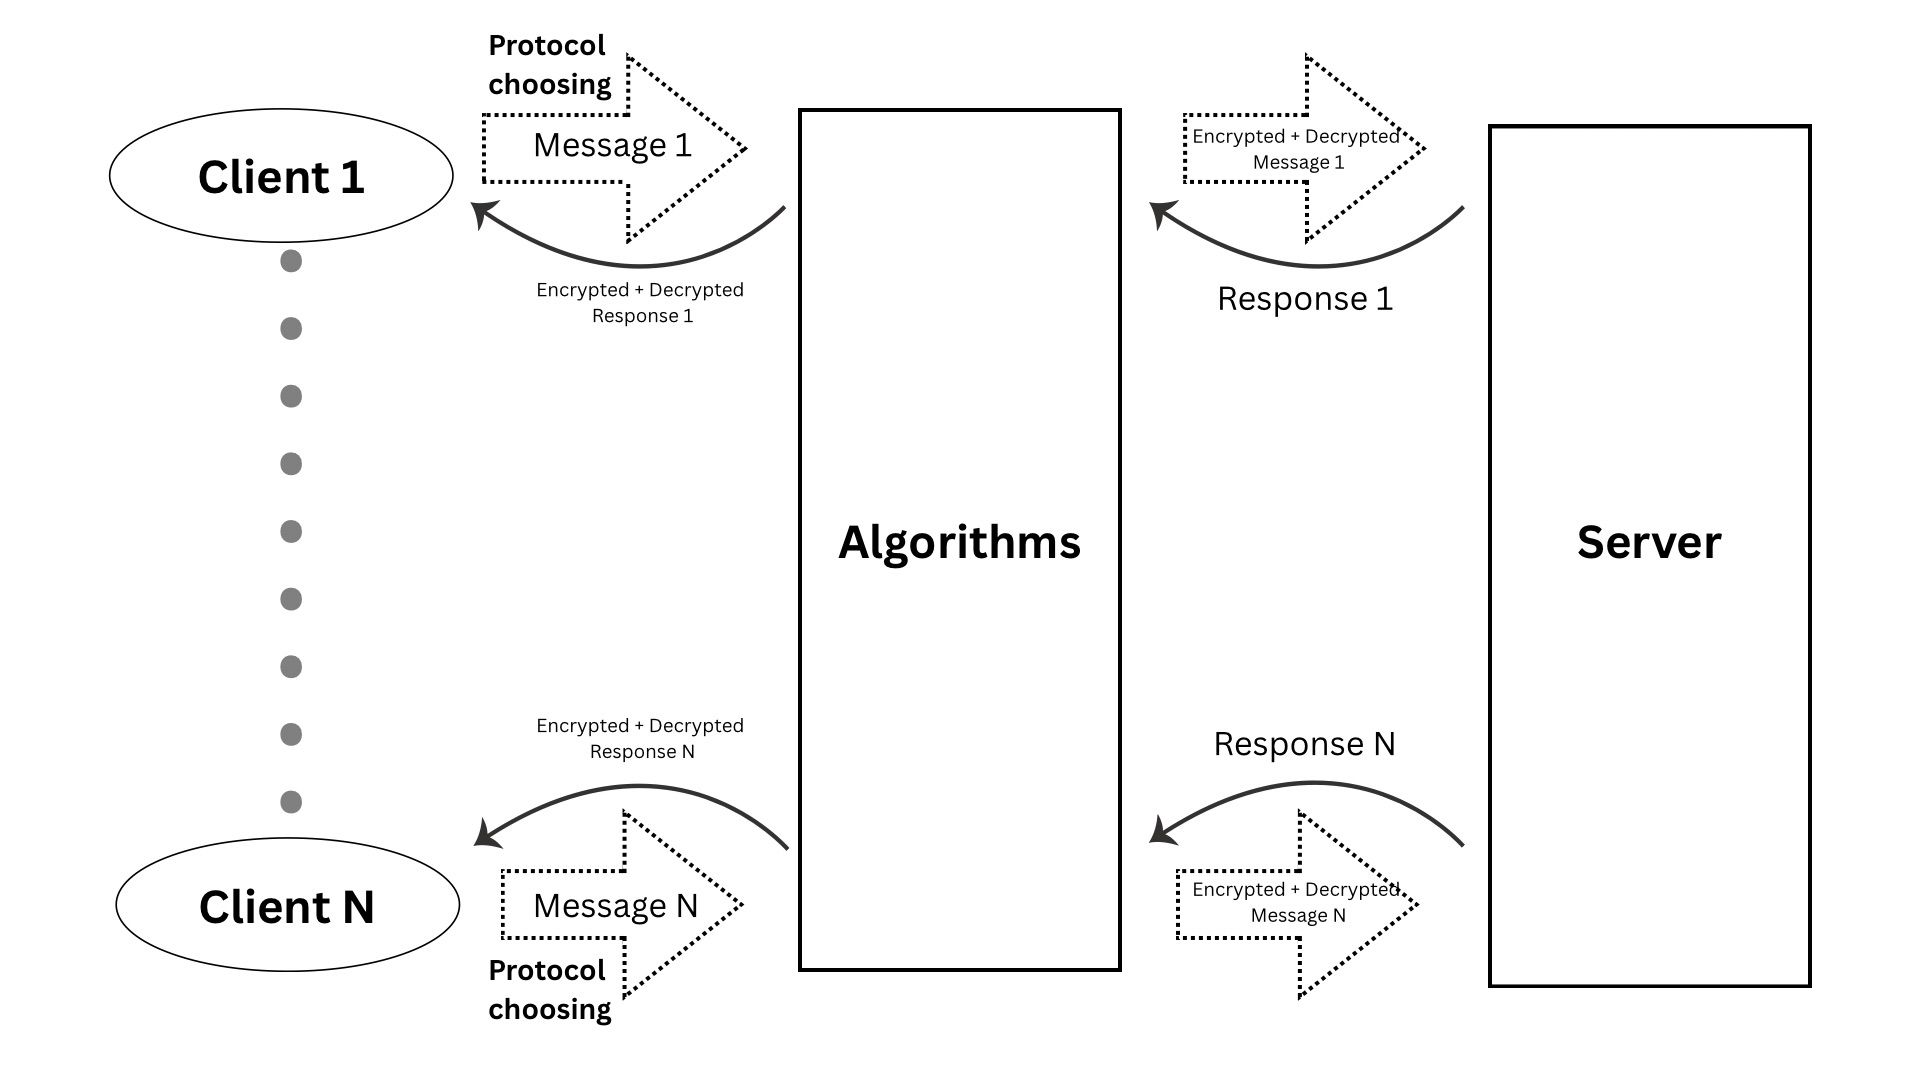 Protocol
choosing
Message 1
Client 1
Encrypted + Decrypted
Response 1
Encrypted + Decrypted
Message 1
Response 1
Algorithms
Server
Encrypted + Decrypted
Response N
Response N
Client N
Message N
Protocol
choosing
Encrypted + Decrypted
Message N